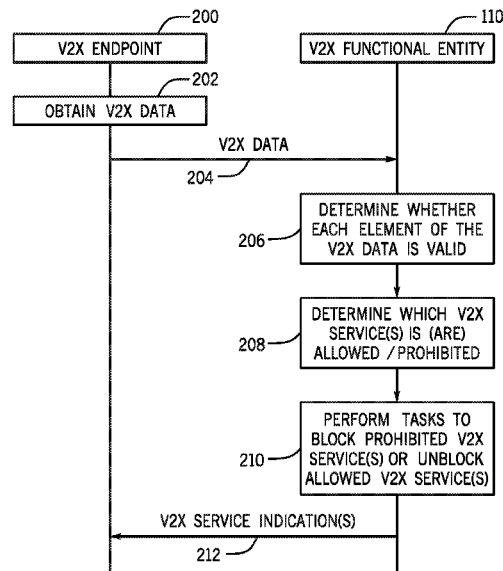 200
110
V2X ENDPOINT
V2X FUNCTIONAL ENTITY
202
OBTAIN V2X DATA
V2X DATA
204
206
DETERMINE WHETHER
EACH ELEMENT OF THE
V2X DATA IS VALID
208
DETERMINE WHICH V2X
SERVICE(S) IS (ARE)
ALLOWED/PROHIBITED
210
PERFORM TASKS TO
BLOCK PROHIBITED V2X
SERVICE(S) OR UNBLOCK
ALLOWED V2X SERVICE(S)
V2X SERVICE INDICATION(S)
212